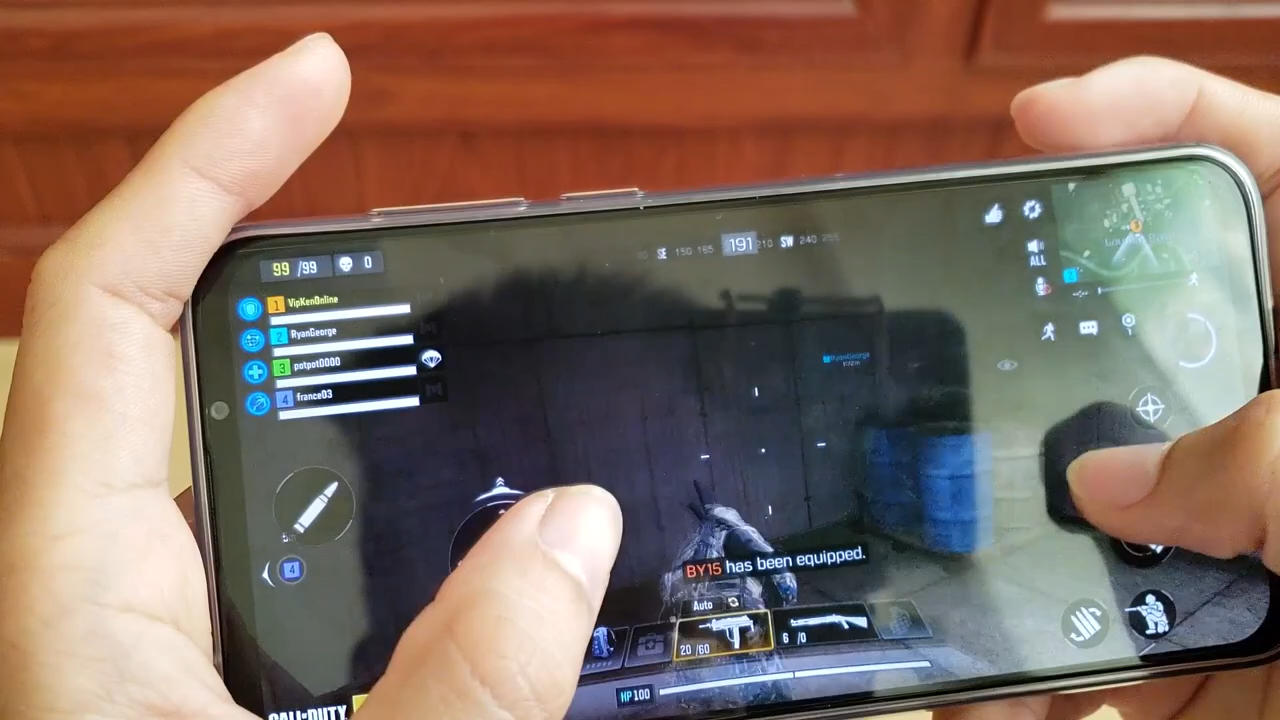 99 /99 0
SE 150 165 191 210 SW 240 255
ALL
1 VipKenOnline
2 RyanGeorge
3 potpot0000
4 france03
RyanGeorge
4
BY15 has been equipped.
Auto
20 /60
6 /0
HP 100
CALL·DUTY